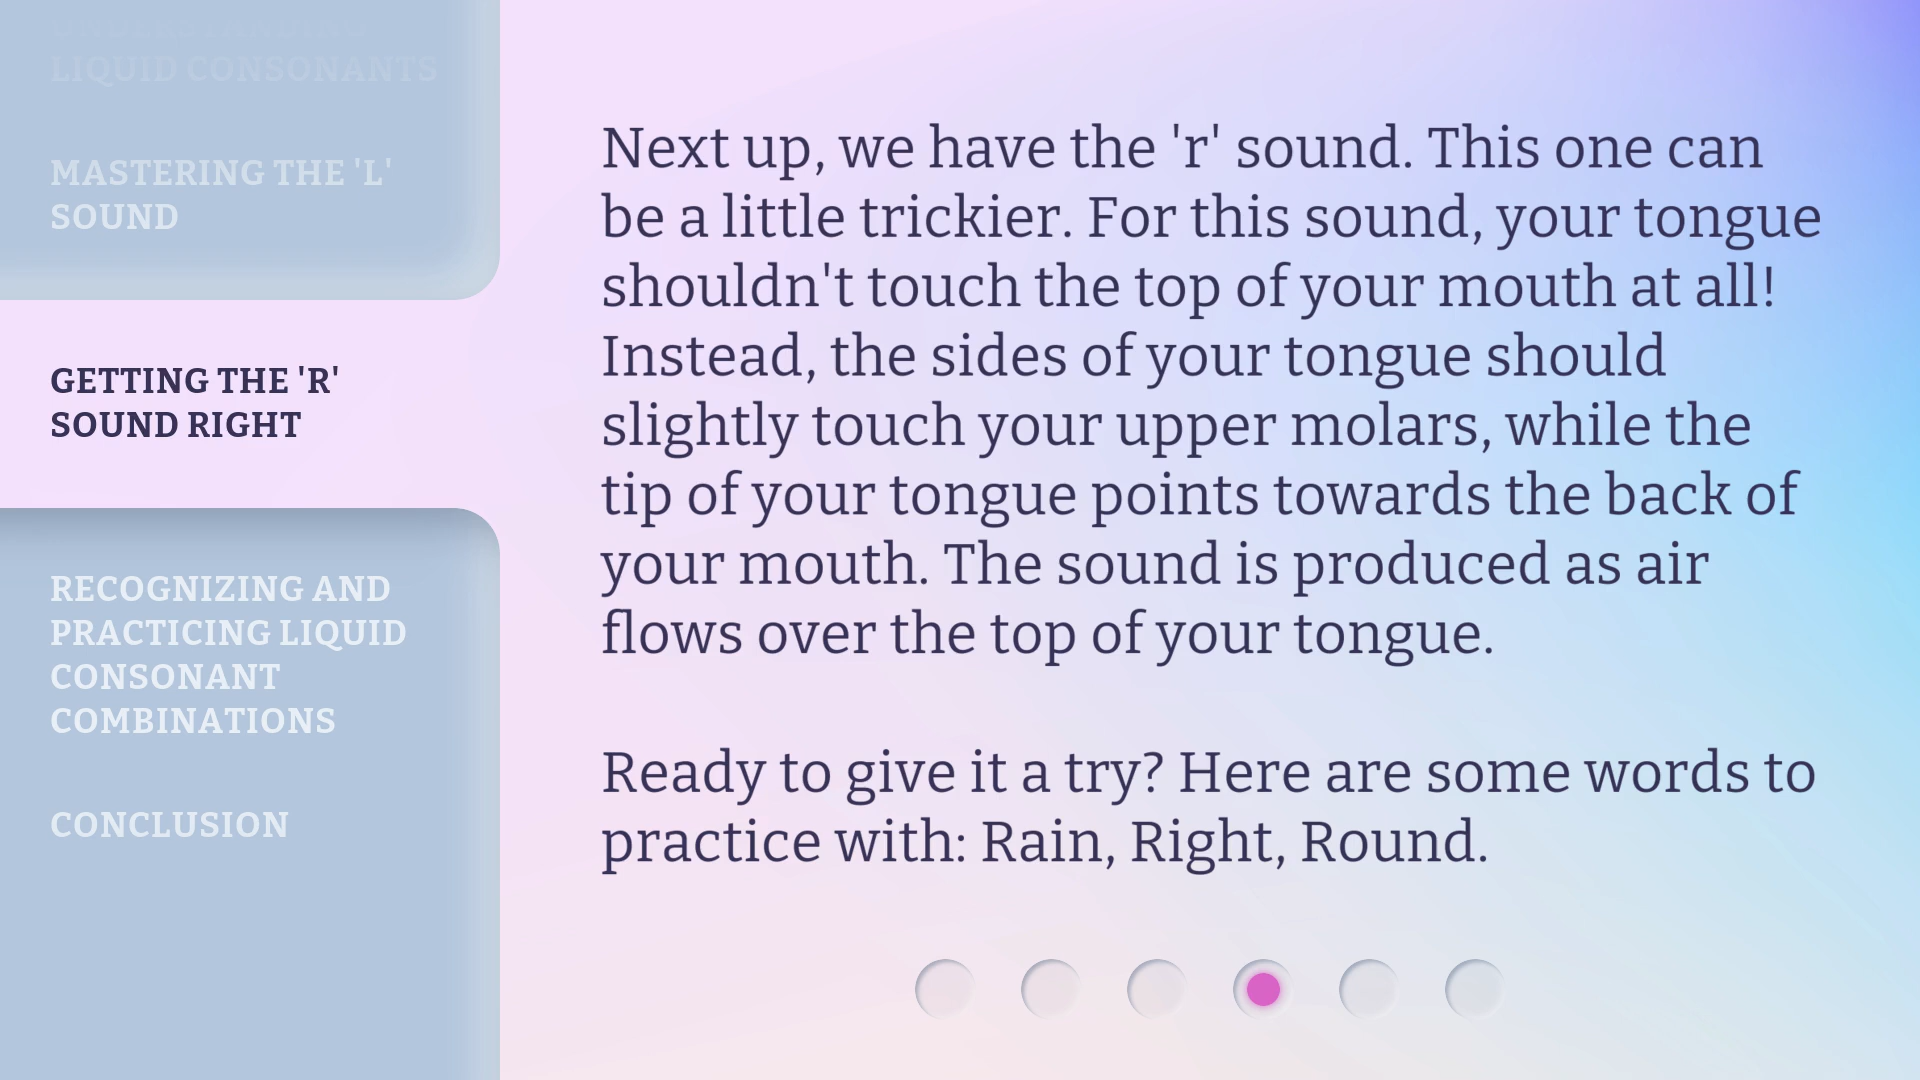 LIQUID CONSONANTS
MASTERING THE 'L'
SOUND
GETTING THE 'R'
SOUND RIGHT
RECOGNIZING AND
PRACTICING LIQUID
CONSONANT
COMBINATIONS
CONCLUSION
Next up, we have the 'r' sound. This one can
be a little trickier. For this sound, your tongue
shouldn't touch the top of your mouth at all!
Instead, the sides of your tongue should
slightly touch your upper molars, while the
tip of your tongue points towards the back of
your mouth. The sound is produced as air
flows over the top of your tongue.
Ready to give it a try? Here are some words to
practice with: Rain, Right, Round.